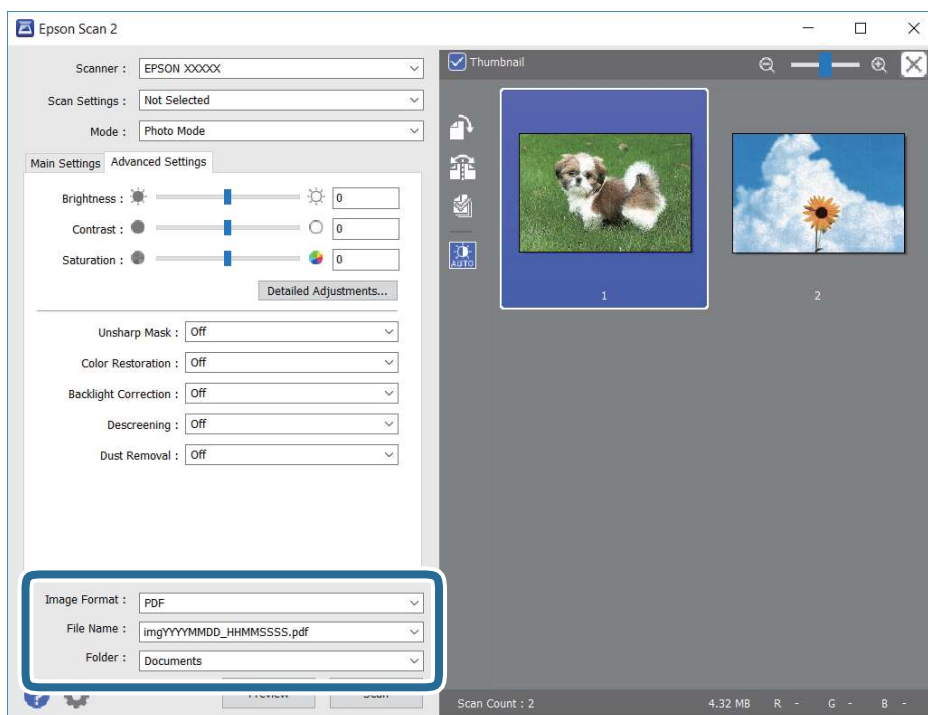 Epson Scan 2
Scanner : EPSON XXXXX
Scan Settings : Not Selected
Mode : Photo Mode
Main Settings Advanced Settings
Brightness : 0
Contrast : 0
Saturation : 0
Detailed Adjustments...
Unsharp Mask : Off
Color Restoration : Off
Backlight Correction : Off
Descreening : Off
Dust Removal : Off
Image Format : PDF
File Name : imgYYYYMMDD_HHMMSSSS.pdf
Folder : Documents
Preview Scan
Thumbnail
AUTO
1 2
Scan Count : 2 4.32 MB R - G - B -